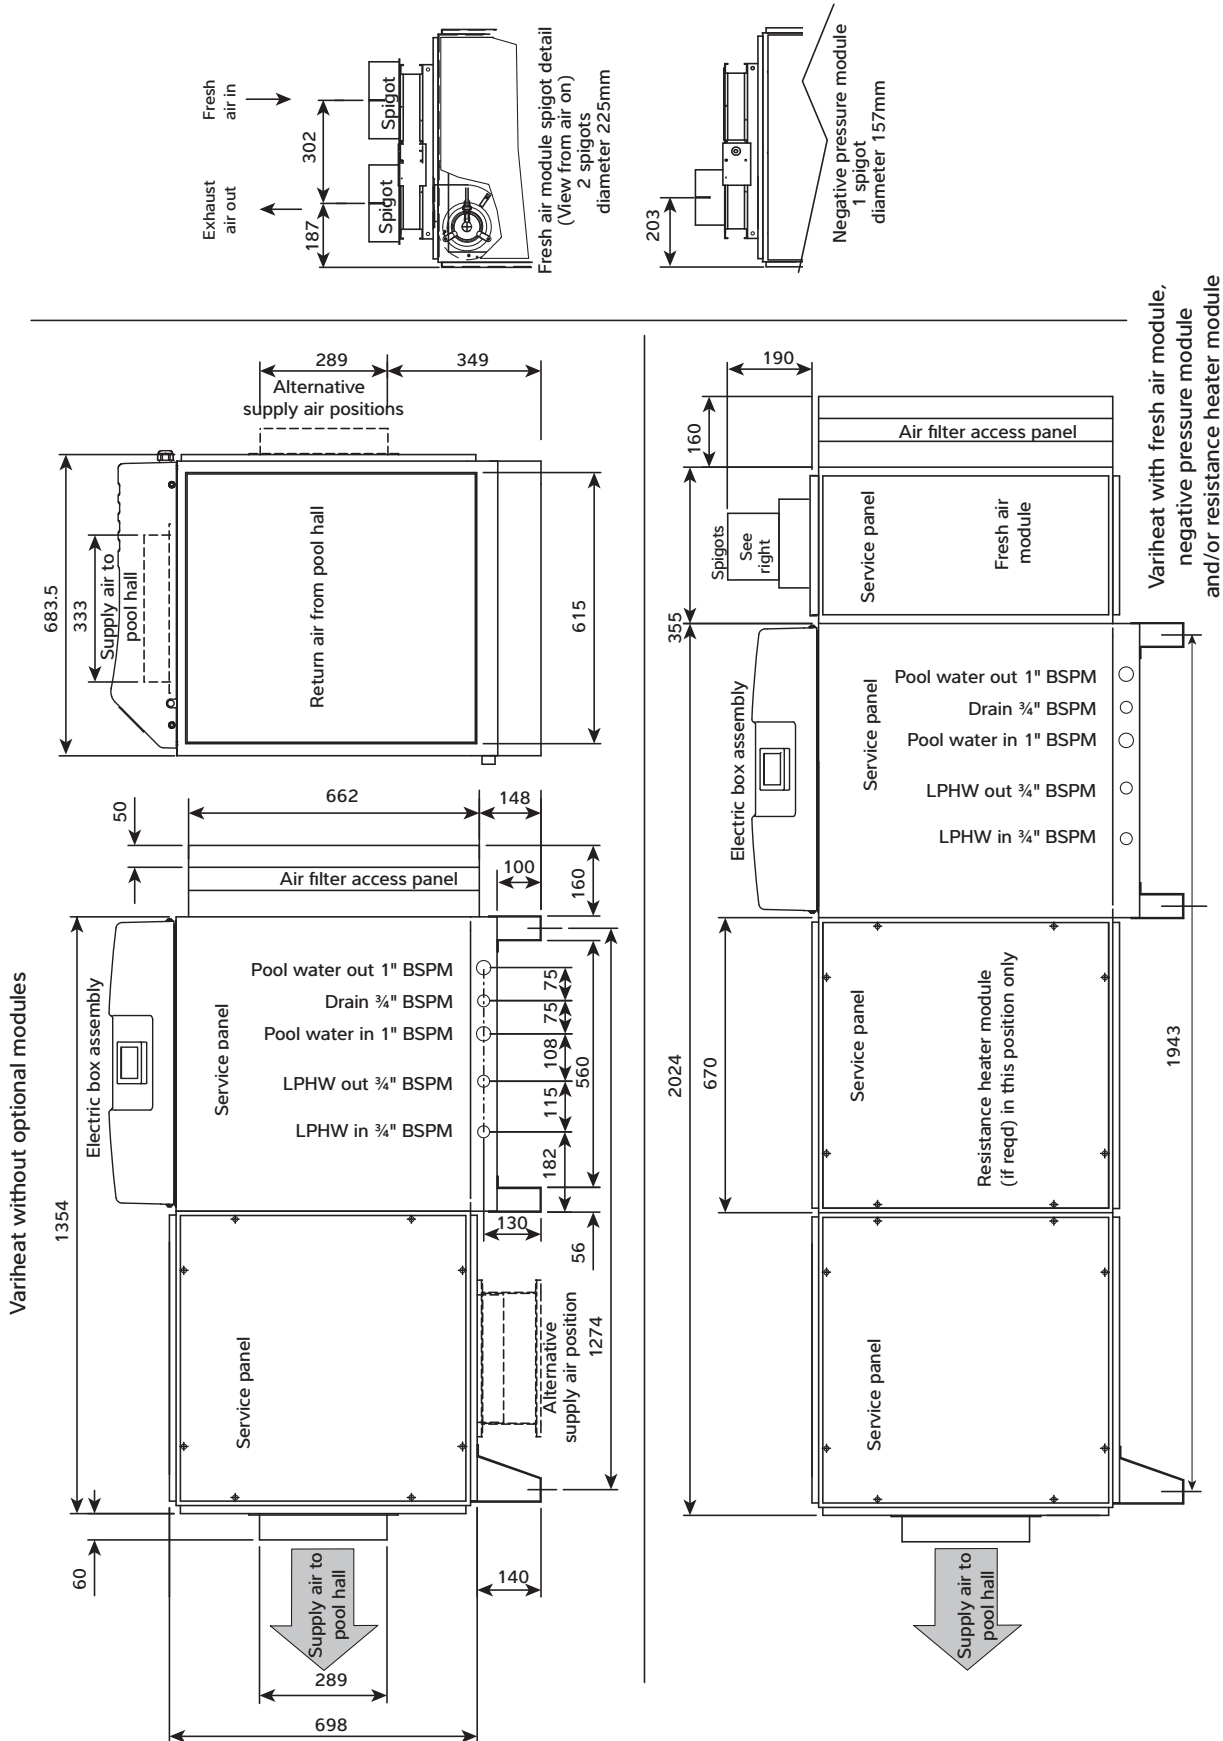 Variheat without optional modules
1354
60
Electric box assembly
Service panel
Service panel
Pool water out 1" BSPM
Drain ¾" BSPM
Pool water in 1" BSPM
LPHW out ¾" BSPM
LPHW in ¾" BSPM
Air filter access panel
50
662
148
100
160
75
75
108
115
182
560
130
56
1274
Alternative
supply air position
140
Supply air to
pool hall
289
698
683.5
333
Supply air to
pool hall
Return air from pool hall
615
289
349
Alternative
supply air positions
Fresh
air in
Exhaust
air out
302
187
Spigot
Spigot
Fresh air module spigot detail
(View from air on)
2 spigots
diameter 225mm
203
Negative pressure module
1 spigot
diameter 157mm
Variheat with fresh air module,
negative pressure module
and/or resistance heater module
190
160
355
Air filter access panel
Spigots
See
right
Service panel
Fresh air
module
Electric box assembly
Service panel
Pool water out 1" BSPM
Drain ¾" BSPM
Pool water in 1" BSPM
LPHW out ¾" BSPM
LPHW in ¾" BSPM
2024
670
1943
Service panel
Resistance heater module
(if reqd) in this position only
Service panel
Supply air to
pool hall